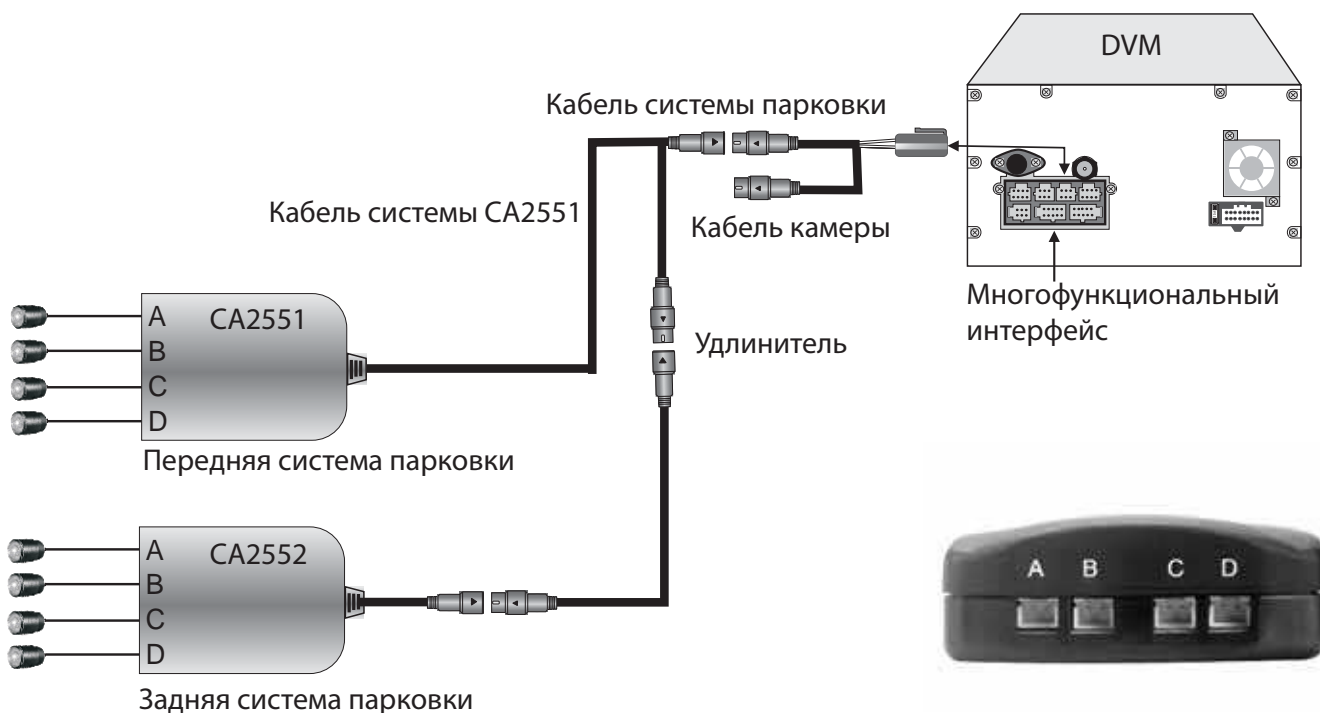 DVM
Кабель системы парковки
Кабель системы CA2551
Кабель камеры
Многофункциональный
интерфейс
A
B
C
D
CA2551
Удлинитель
Передняя система парковки
A
B
C
D
CA2552
Задняя система парковки
A B C D